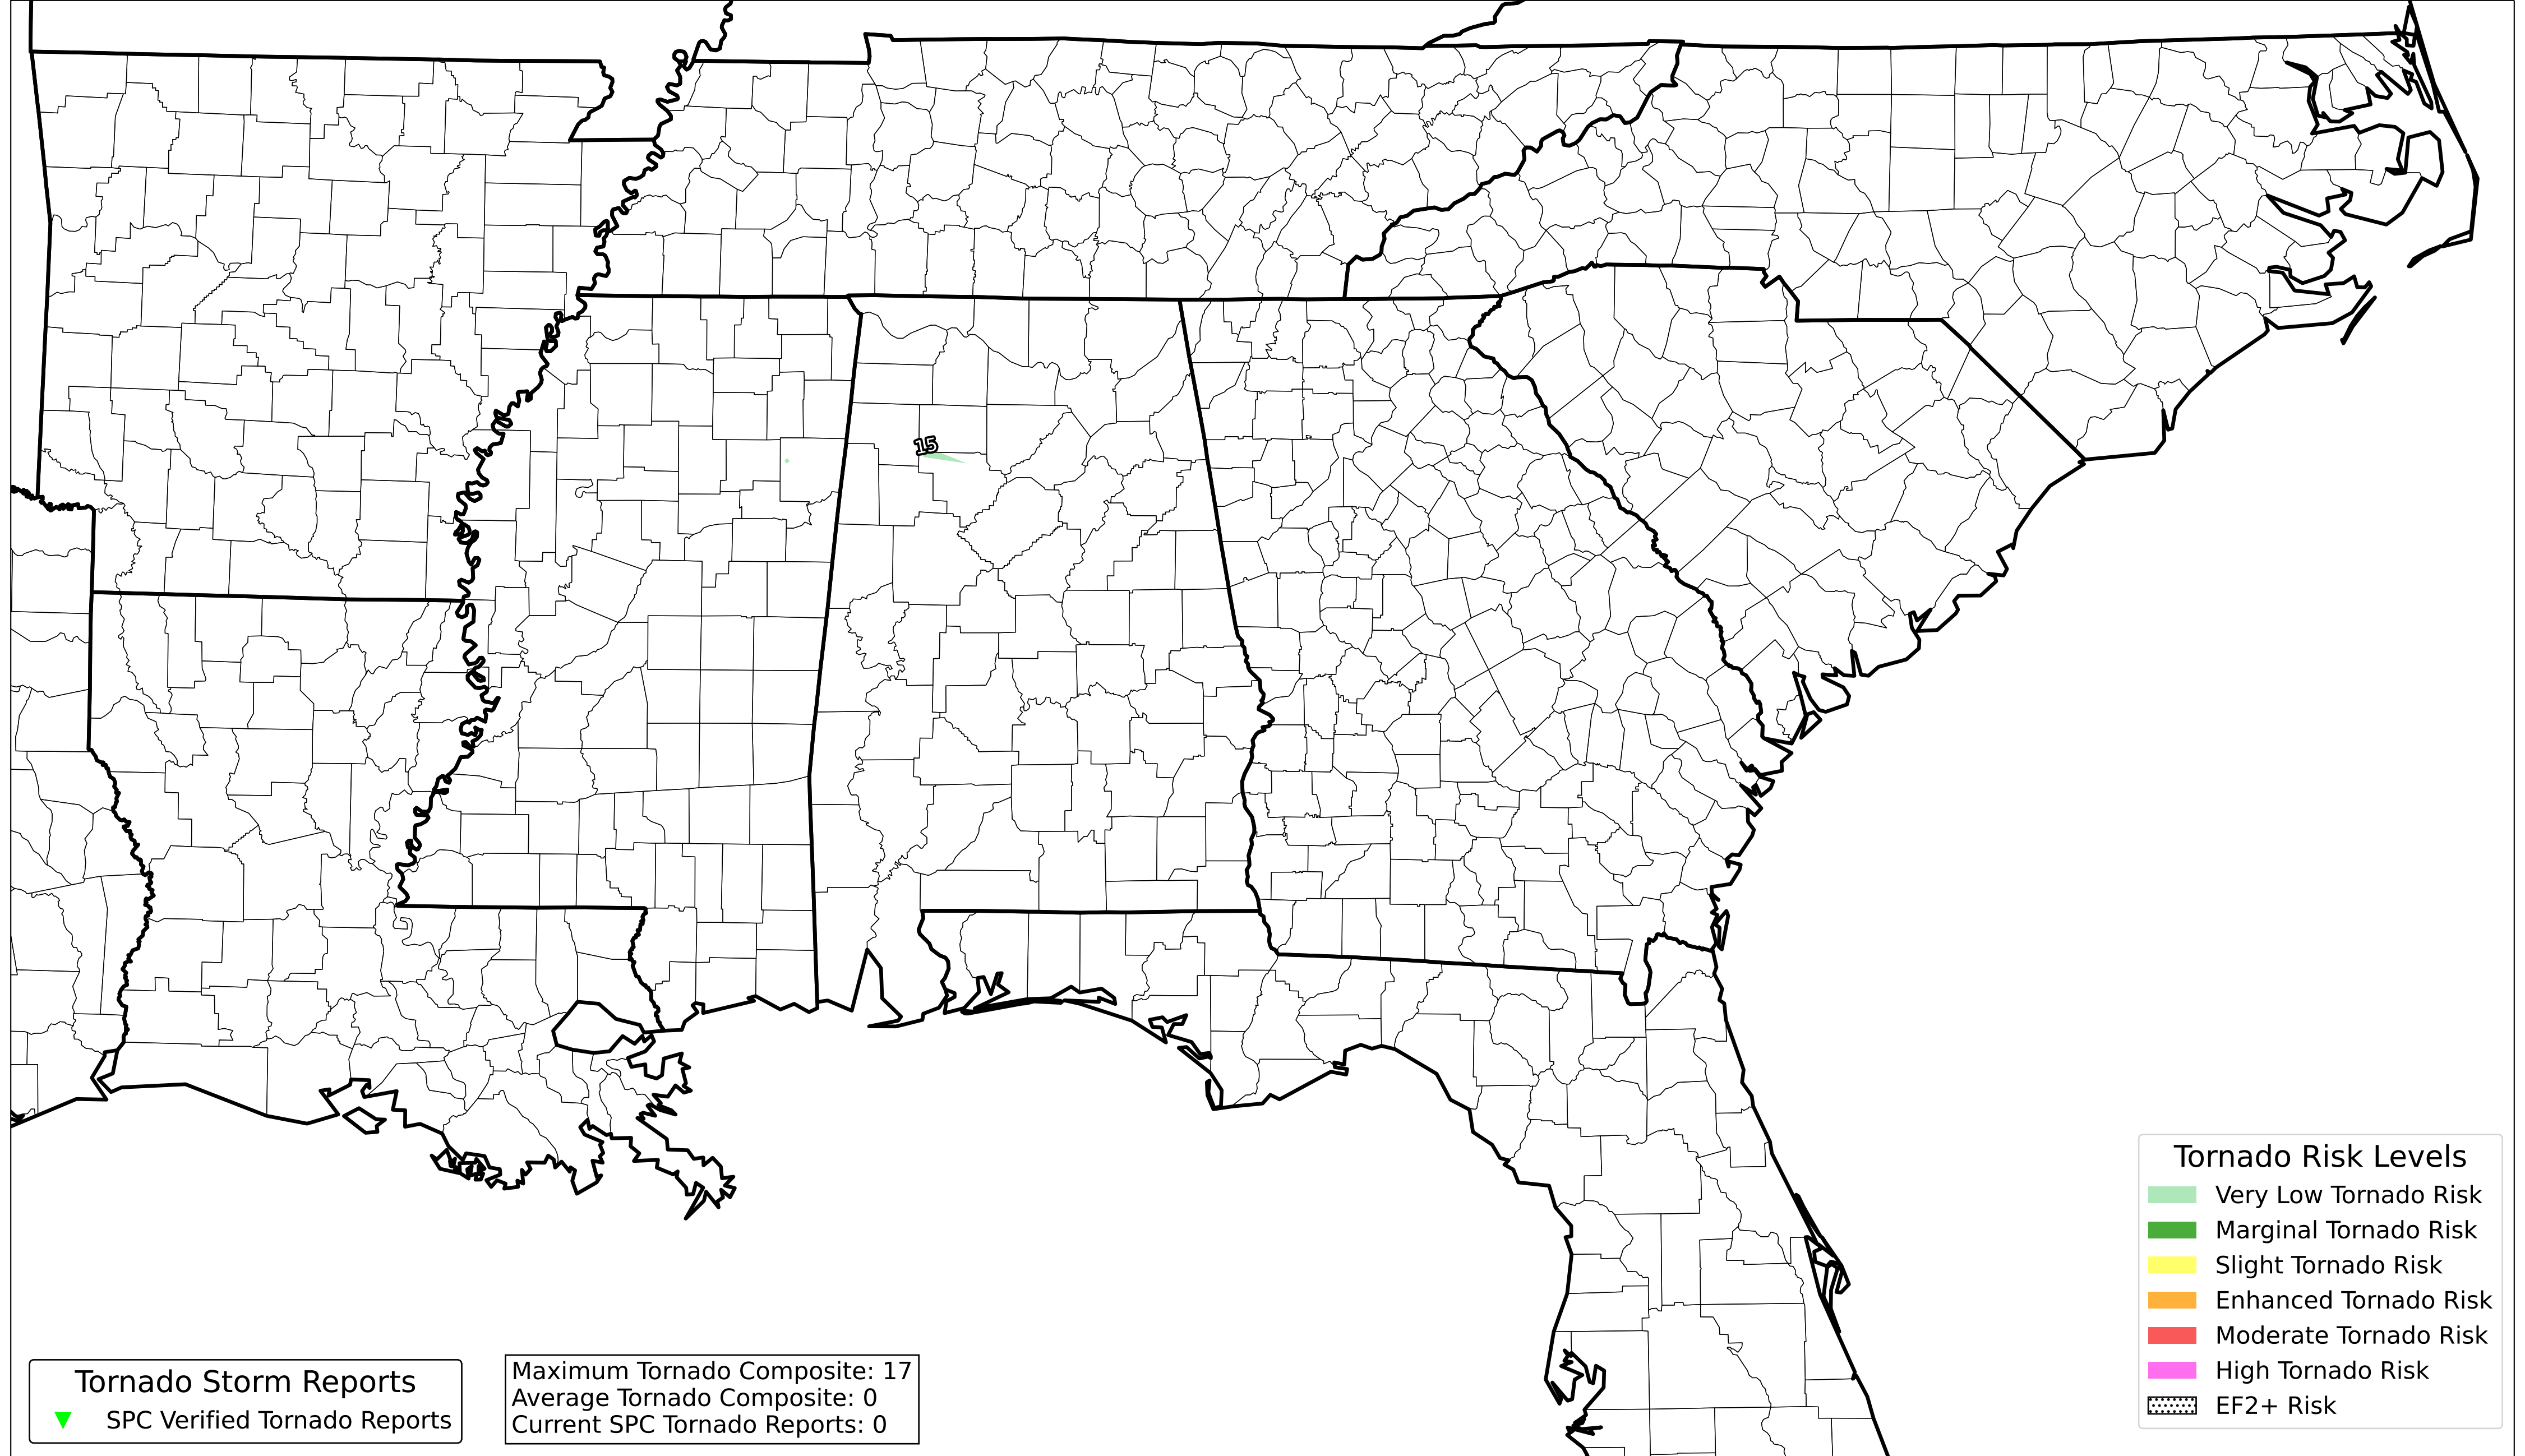 15
Tornado Risk Levels
Very Low Tornado Risk
Marginal Tornado Risk
Slight Tornado Risk
Enhanced Tornado Risk
Moderate Tornado Risk
High Tornado Risk
EF2+ Risk
Tornado Storm Reports
SPC Verified Tornado Reports
Maximum Tornado Composite: 17
Average Tornado Composite: 0
Current SPC Tornado Reports: 0